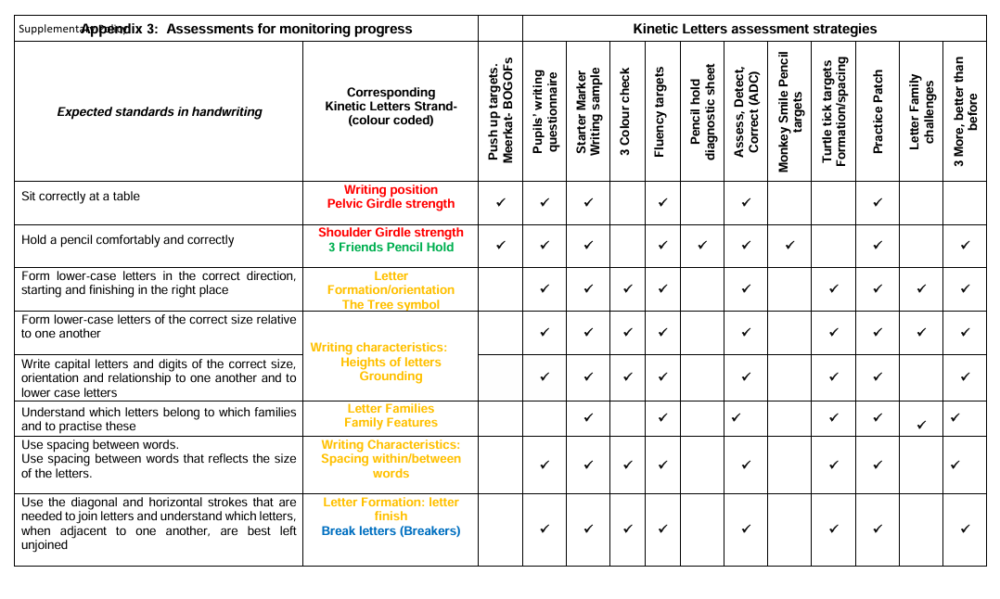 Supplementary Policy
Appendix 3:  Assessments for monitoring progress
Kinetic Letters assessment strategies
Expected standards in handwriting
Corresponding
Kinetic Letters Strand-
(colour coded)
Push up targets.
Meerkat- BOGOFs
Pupils' writing
questionnaire
Starter Marker
Writing sample
3 Colour check
Fluency targets
Pencil hold
diagnostic sheet
Assess, Detect,
Correct (ADC)
Monkey Smile Pencil
targets
Turtle tick targets
Formation/spacing
Practice Patch
Letter Family
challenges
3 More, better than
before
Sit correctly at a table
Writing position
Pelvic Girdle strength
✓ ✓ ✓ ✓ ✓ ✓
Hold a pencil comfortably and correctly
Shoulder Girdle strength
3 Friends Pencil Hold
✓ ✓ ✓ ✓ ✓ ✓ ✓ ✓ ✓
Form lower-case letters in the correct direction,
starting and finishing in the right place
Letter
Formation/orientation
The Tree symbol
✓ ✓ ✓ ✓ ✓ ✓ ✓ ✓ ✓
Form lower-case letters of the correct size relative
to one another
✓ ✓ ✓ ✓ ✓ ✓ ✓ ✓ ✓
Writing characteristics:
Heights of letters
Grounding
Write capital letters and digits of the correct size,
orientation and relationship to one another and to
lower case letters
✓ ✓ ✓ ✓ ✓ ✓ ✓ ✓
Understand which letters belong to which families
and to practise these
Letter Families
Family Features
✓ ✓ ✓ ✓ ✓ ✓ ✓
Use spacing between words.
Use spacing between words that reflects the size
of the letters.
Writing Characteristics:
Spacing within/between
words
✓ ✓ ✓ ✓ ✓ ✓ ✓ ✓
Use the diagonal and horizontal strokes that are
needed to join letters and understand which letters,
when adjacent to one another, are best left
unjoined
Letter Formation: letter
finish
Break letters (Breakers)
✓ ✓ ✓ ✓ ✓ ✓ ✓ ✓